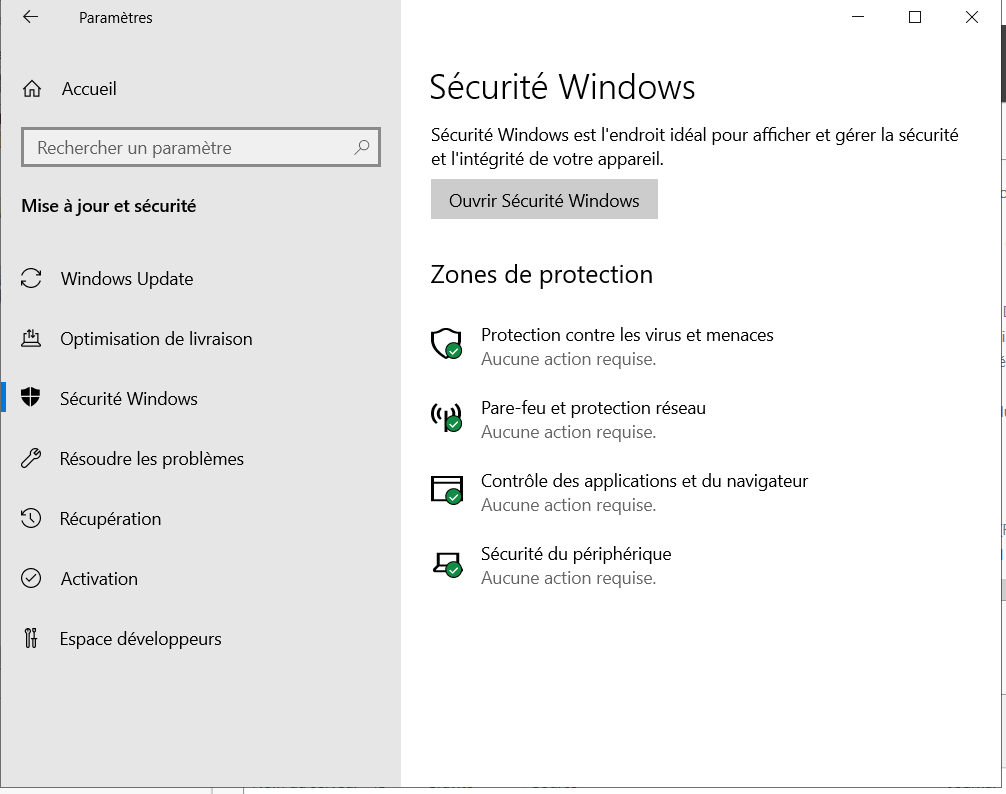 Paramètres
Accueil
Rechercher un paramètre
Mise à jour et sécurité
Windows Update
Optimisation de livraison
Sécurité Windows
Résoudre les problèmes
Récupération
Activation
Espace développeurs
Sécurité Windows
Sécurité Windows est l'endroit idéal pour afficher et gérer la sécurité
et l'intégrité de votre appareil.
Ouvrir Sécurité Windows
Zones de protection
Protection contre les virus et menaces
Aucune action requise.
Pare-feu et protection réseau
Aucune action requise.
Contrôle des applications et du navigateur
Aucune action requise.
Sécurité du périphérique
Aucune action requise.